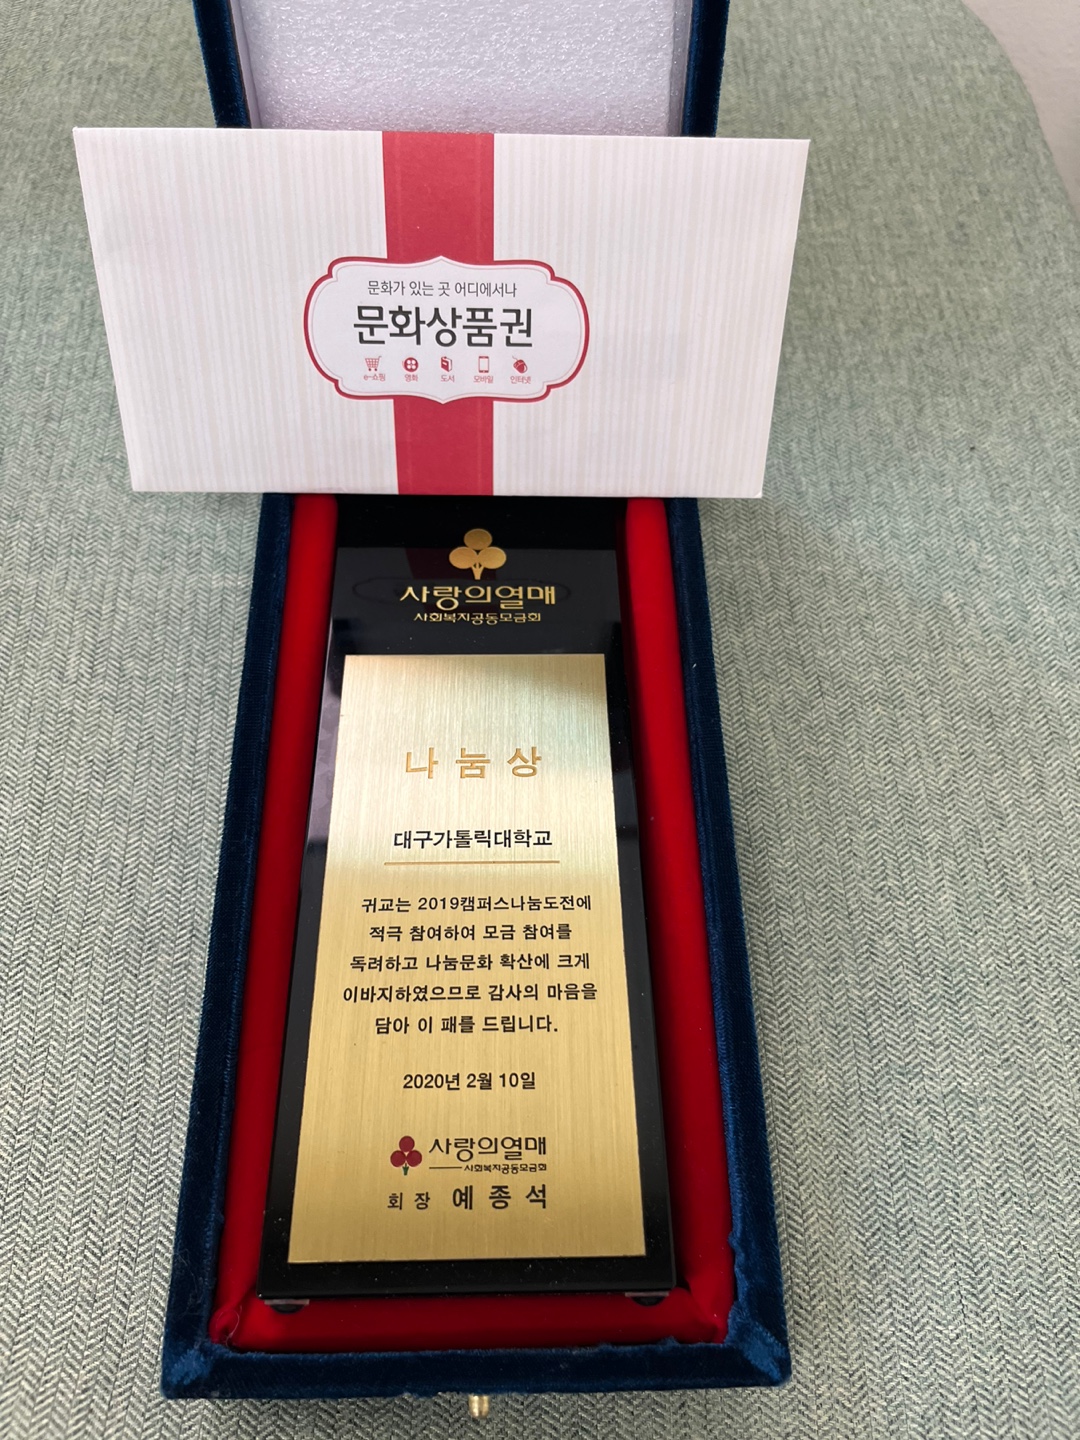 문화가 있는 곳 어디에서나
문화상품권
e-쇼핑 영화 도서 모바일 인터넷
사랑의열매
사회복지공동모금회
나눔상
대구가톨릭대학교
귀교는 2019캠퍼스나눔도전에
적극 참여하여 모금 참여를
독려하고 나눔문화 확산에 크게
이바지하였으므로 감사의 마음을
담아 이 패를 드립니다.
2020년 2월 10일
사랑의열매
사회복지공동모금회
회장 예종석